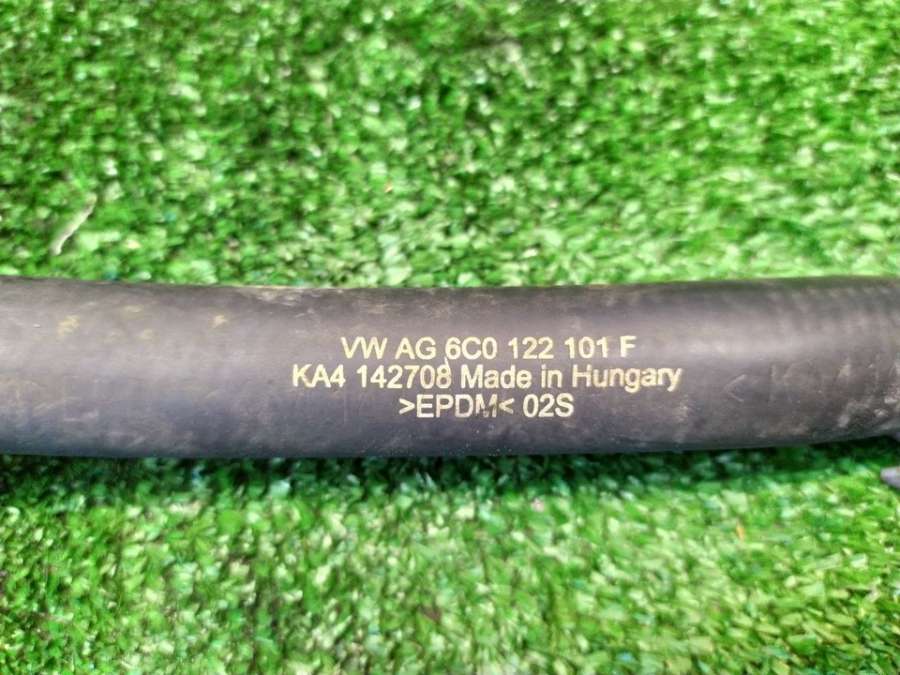 VW AG 6C0 122 101 F
KA4 142708 Made in Hungary
>EPDM< 02S